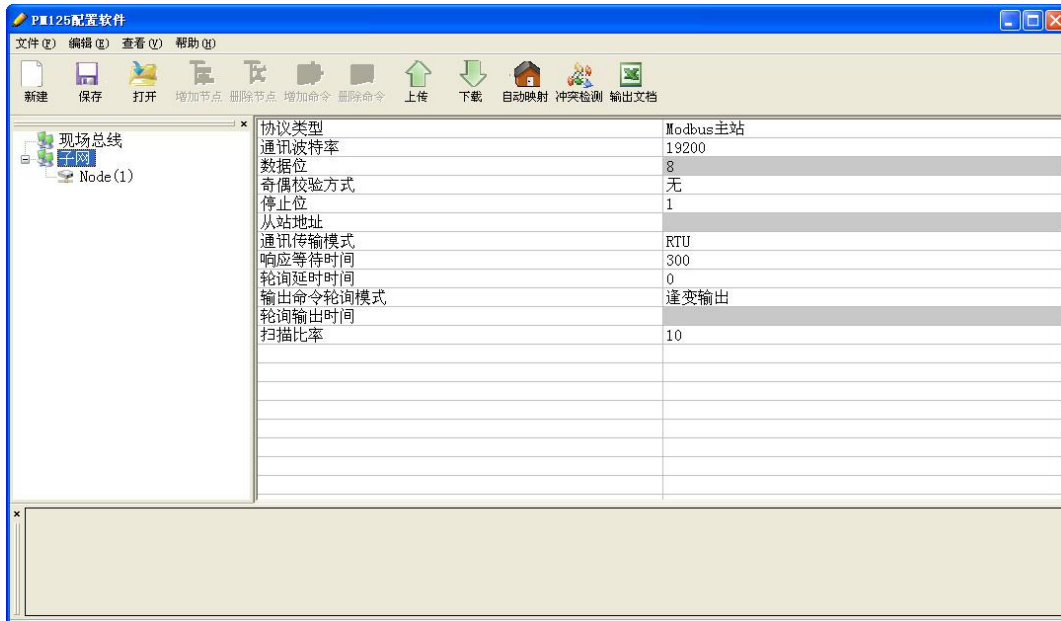 PM125配置软件
文件(F) 编辑(E) 查看(V) 帮助(H)
新建 保存 打开 增加节点 删除节点 增加命令 删除命令 上传 下载 自动映射 冲突检测 输出文档
现场总线
子网
Node(1)
协议类型 Modbus主站
通讯波特率 19200
数据位 8
奇偶校验方式 无
停止位 1
从站地址
通讯传输模式 RTU
响应等待时间 300
轮询延时时间 0
输出命令轮询模式 逢变输出
轮询输出时间
扫描比率 10